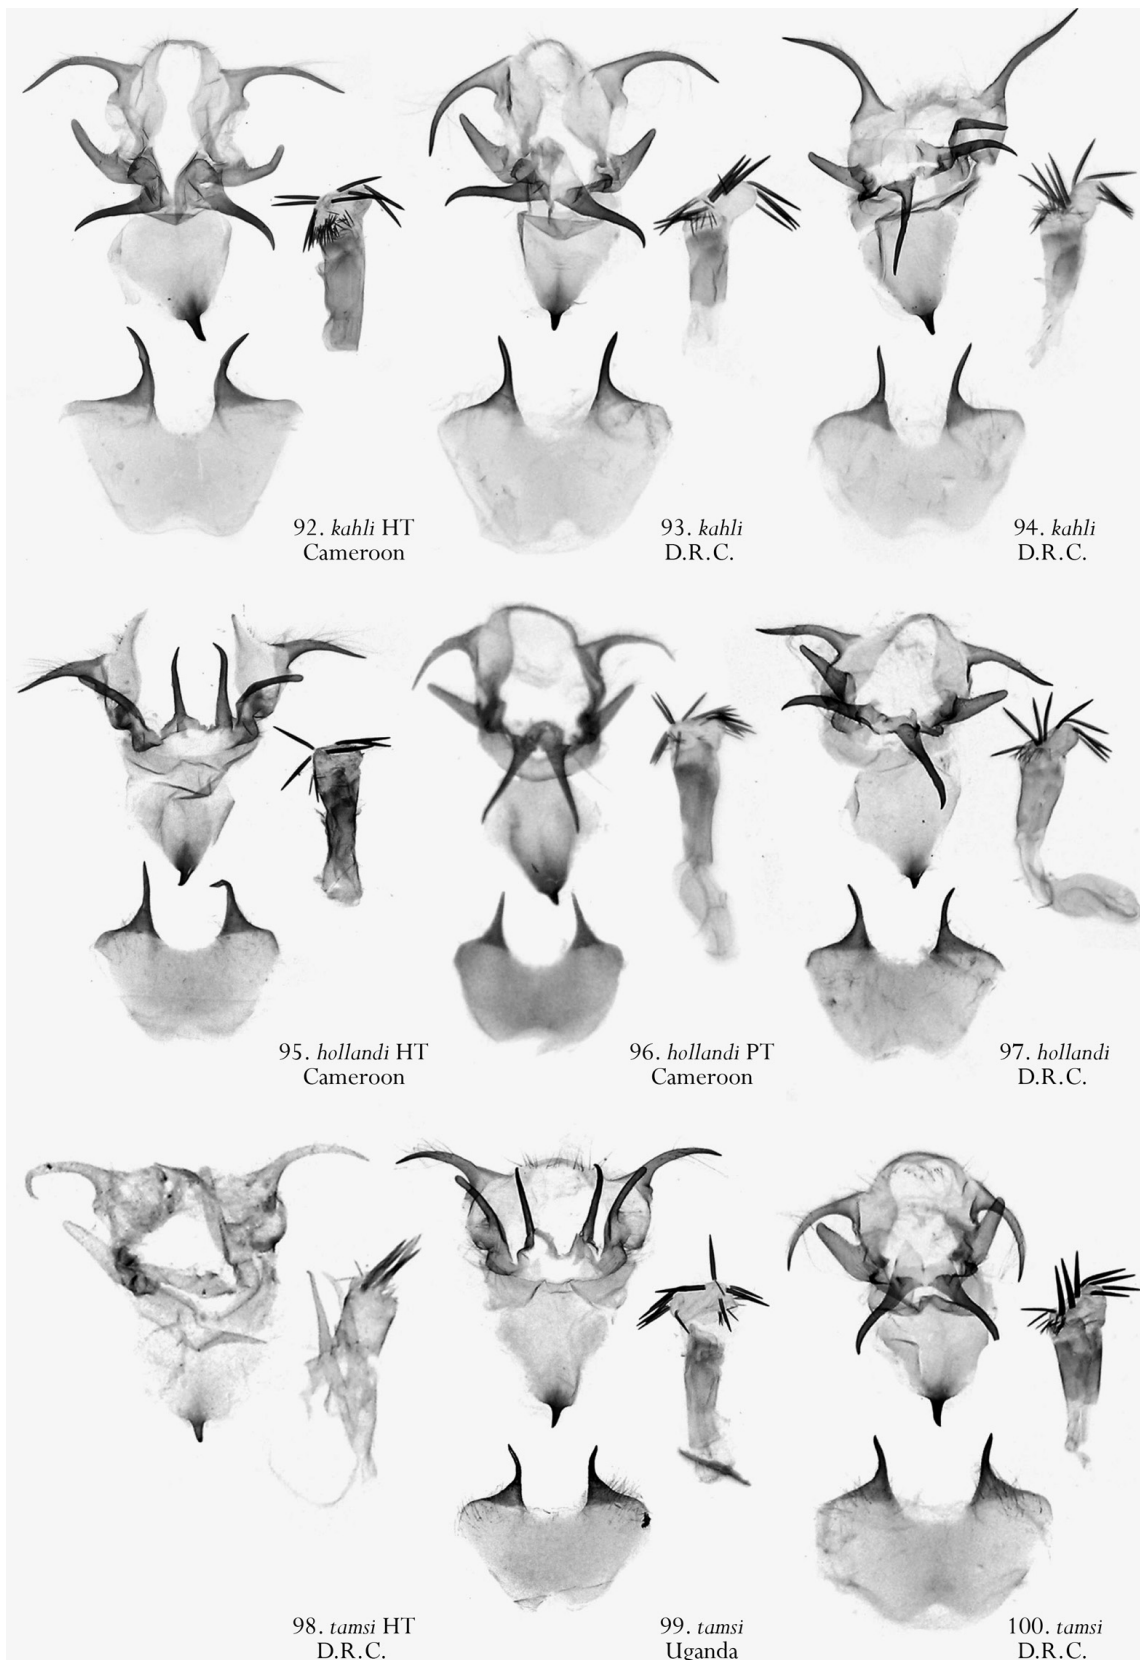 92. kahli HT
Cameroon
93. kahli
D.R.C.
94. kahli
D.R.C.
95. hollandi HT
Cameroon
96. hollandi PT
Cameroon
97. hollandi
D.R.C.
98. tamsi HT
D.R.C.
99. tamsi
Uganda
100. tamsi
D.R.C.